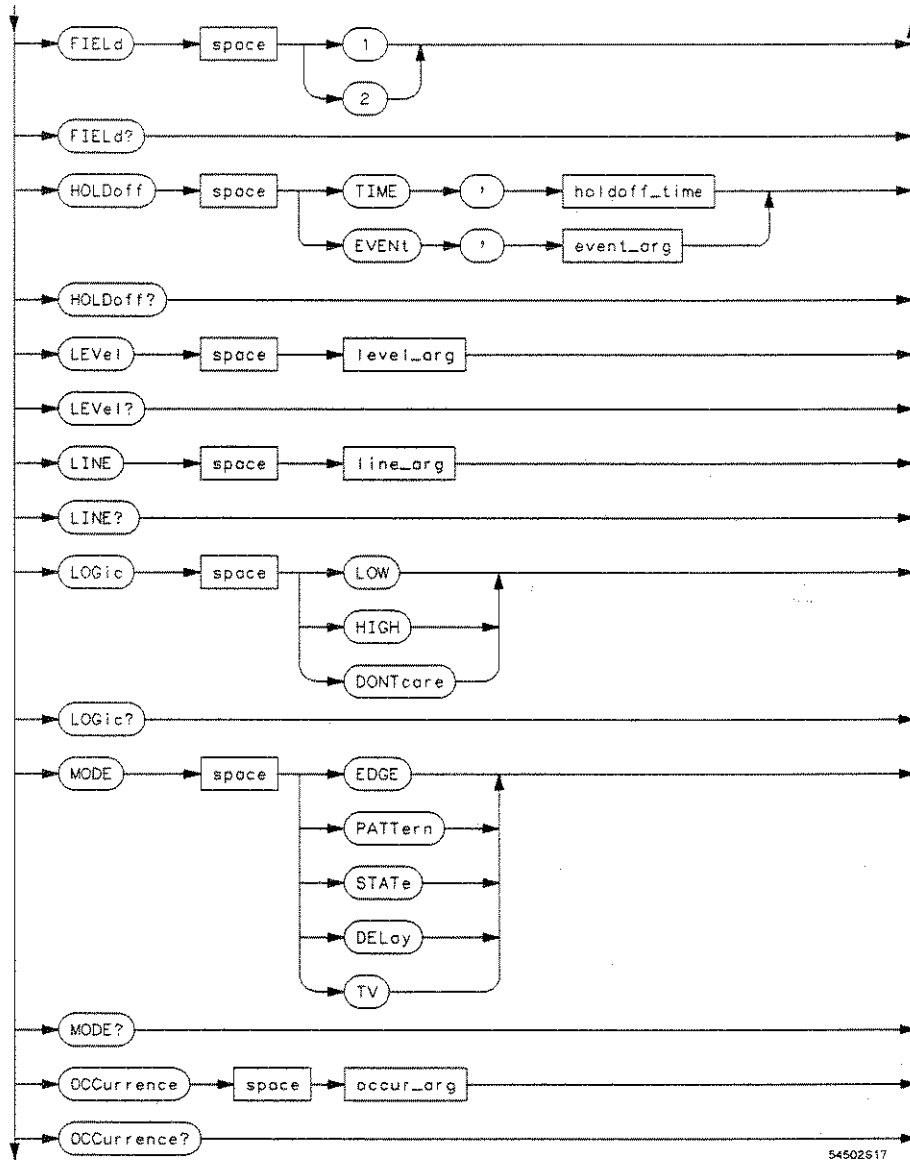 FIELd space 1
2
FIELd?
HOLDoff space TIME , holdoff_time
EVENt , event_arg
HOLDoff?
LEVel space level_arg
LEVel?
LINE space line_arg
LINE?
LOGic space LOW
HIGH
DONTcare
LOGic?
MODE space EDGE
PATTern
STATe
DELay
TV
MODE?
OCCurrence space occur_arg
OCCurrence?
54502S17